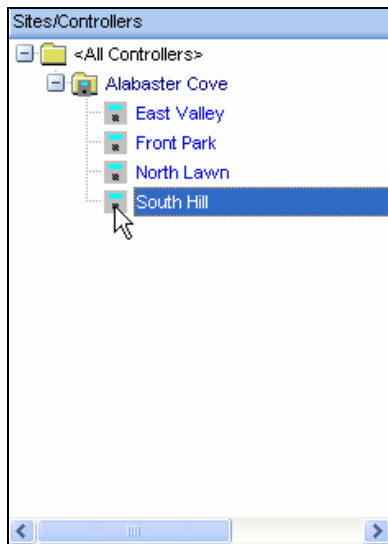 Sites/Controllers
<All Controllers>
Alabaster Cove
East Valley
Front Park
North Lawn
South Hill